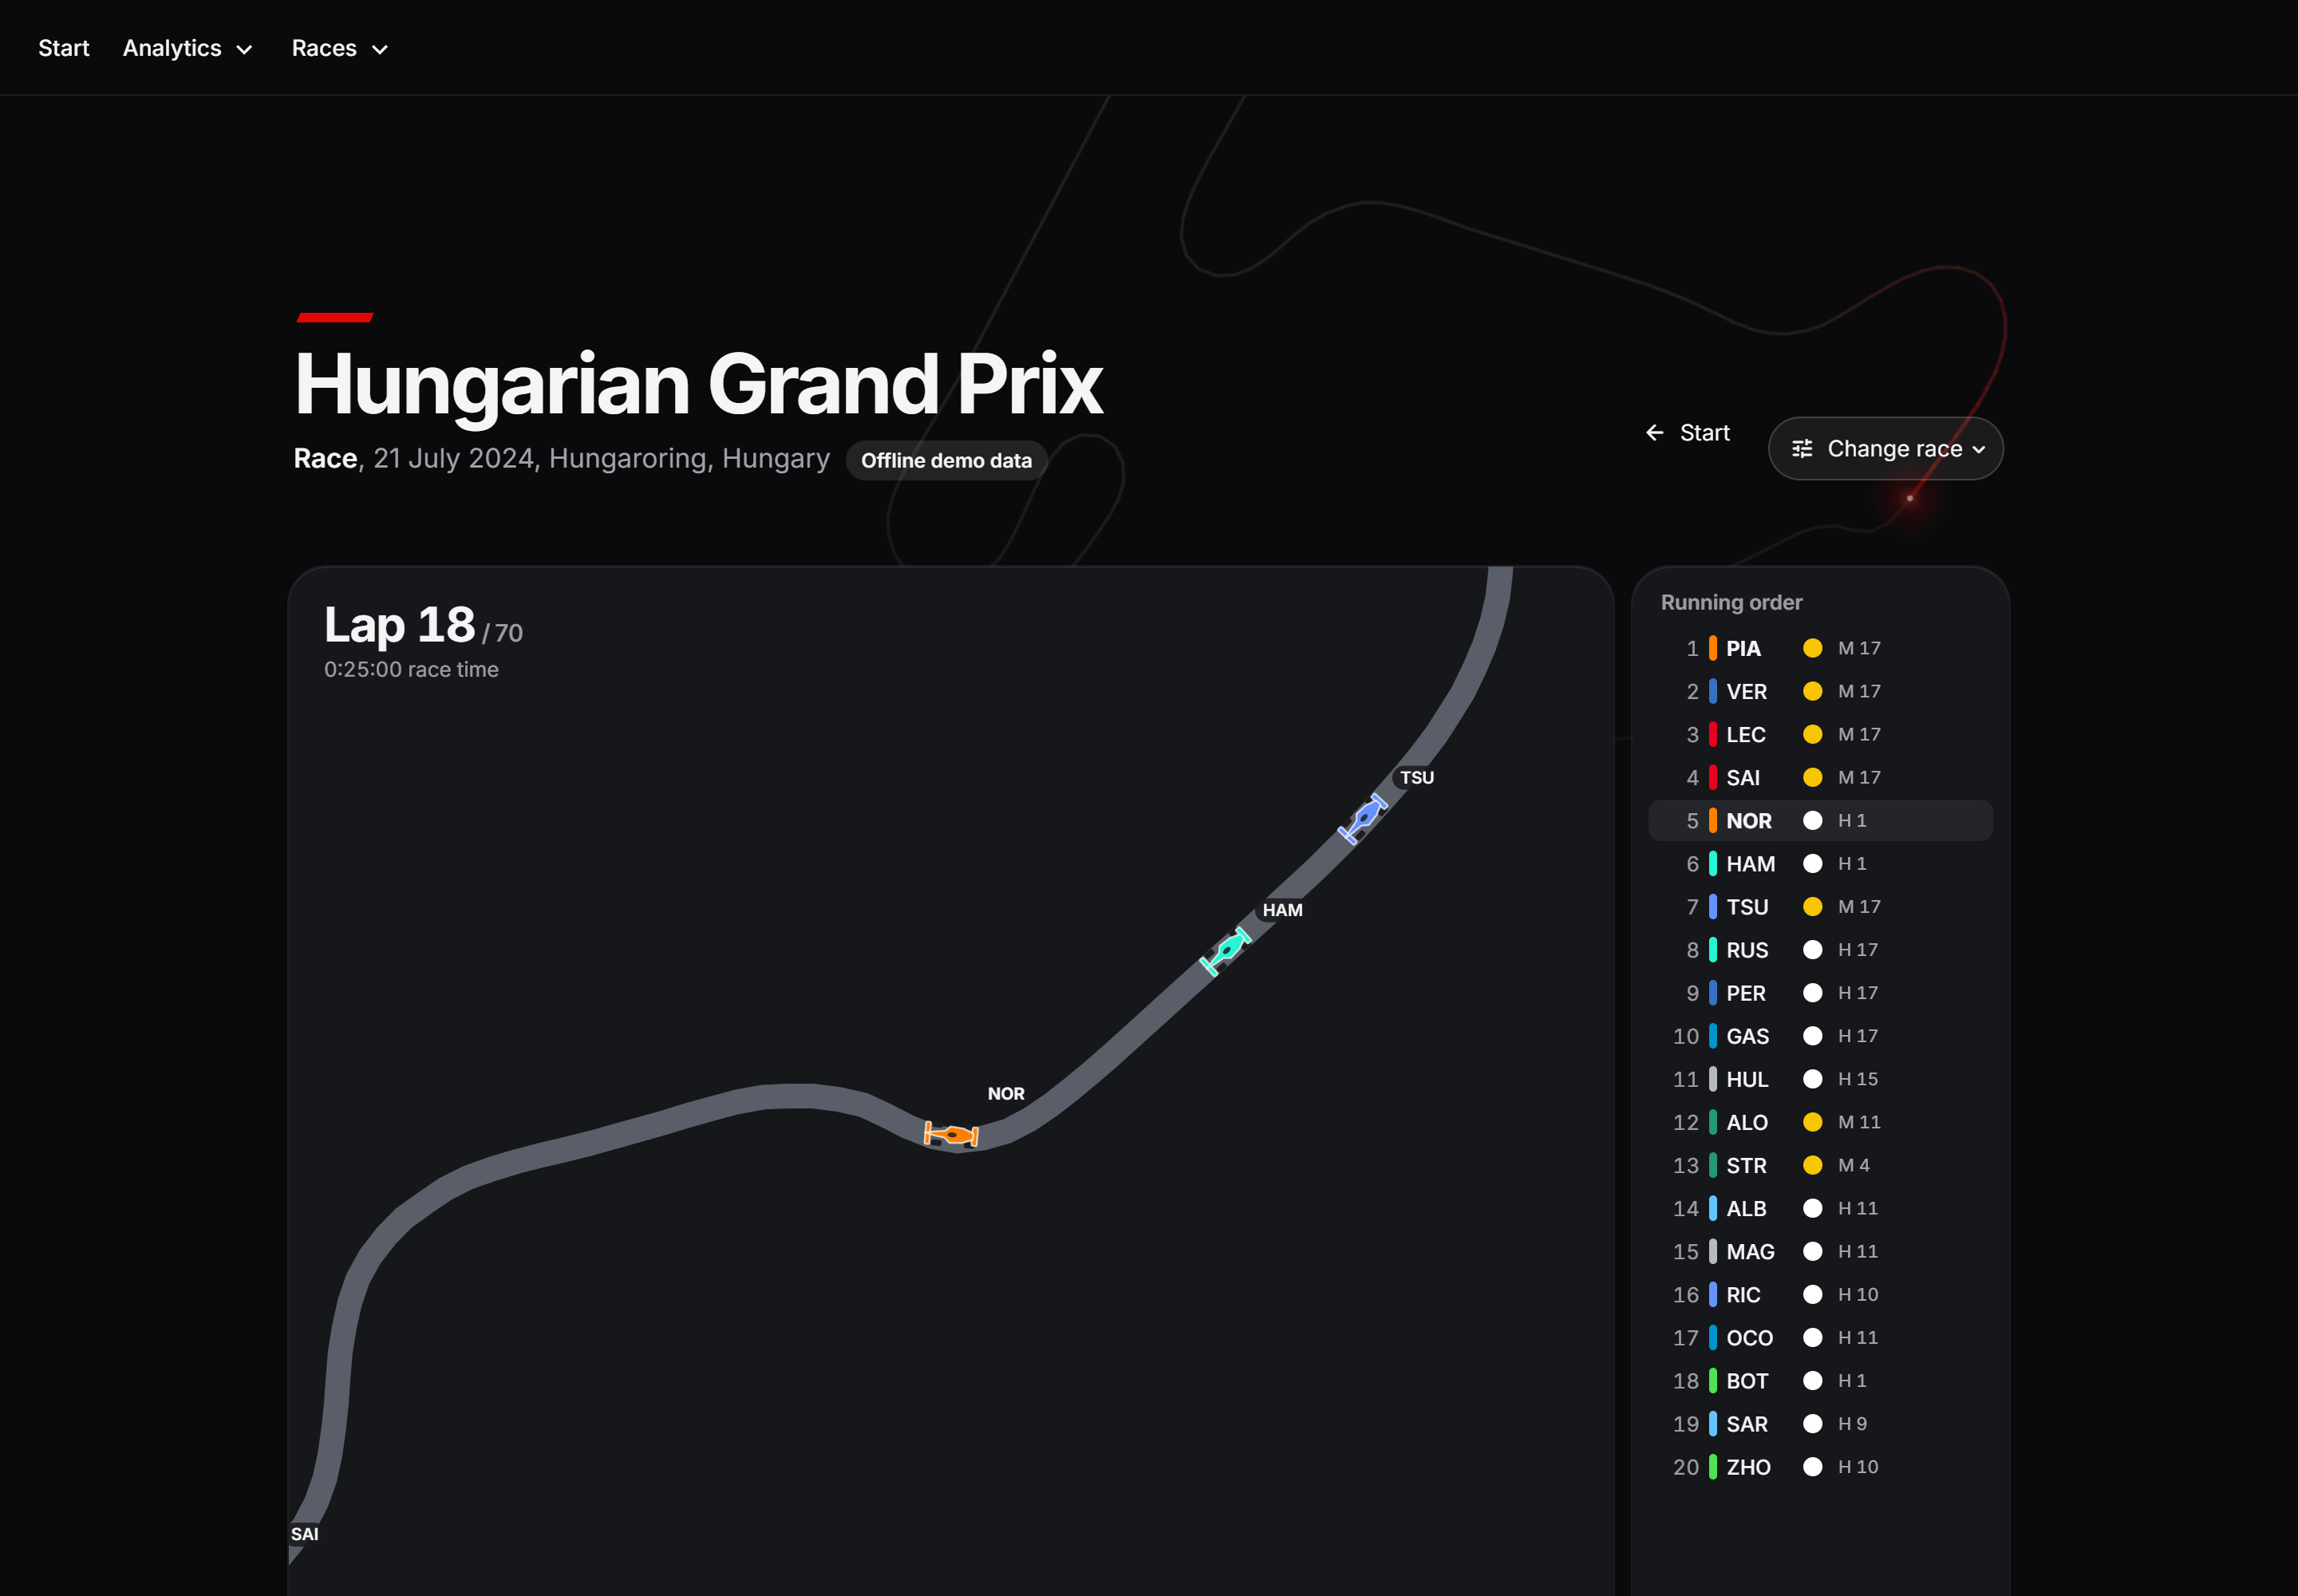 Start Analytics Races
Hungarian Grand Prix
Race, 21 July 2024, Hungaroring, Hungary Offline demo data
Start Change race
Lap 18 / 70
0:25:00 race time
TSU
HAM
NOR
SAI
Running order
1 PIA M 17
2 VER M 17
3 LEC M 17
4 SAI M 17
5 NOR H 1
6 HAM H 1
7 TSU M 17
8 RUS H 17
9 PER H 17
10 GAS H 17
11 HUL H 15
12 ALO M 11
13 STR M 4
14 ALB H 11
15 MAG H 11
16 RIC H 10
17 OCO H 11
18 BOT H 1
19 SAR H 9
20 ZHO H 10